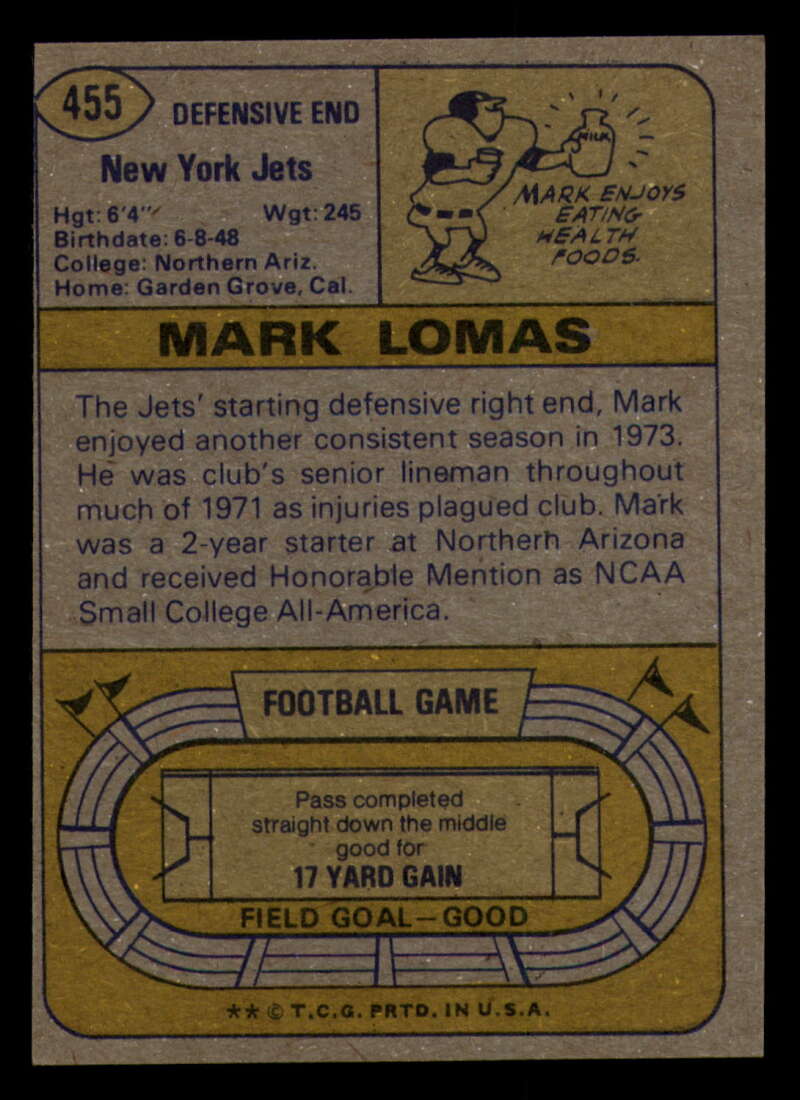 455
DEFENSIVE END
New York Jets
Hgt: 6'4" Wgt: 245
Birthdate: 6-8-48
College: Northern Ariz.
Home: Garden Grove, Cal.
MILK
MARK ENJOYS
EATING
HEALTH
FOODS.
MARK LOMAS
The Jets' starting defensive right end, Mark
enjoyed another consistent season in 1973.
He was club's senior lineman throughout
much of 1971 as injuries plagued club. Mark
was a 2-year starter at Northern Arizona
and received Honorable Mention as NCAA
Small College All-America.
FOOTBALL GAME
Pass completed
straight down the middle
good for
17 YARD GAIN
FIELD GOAL—GOOD
** © T.C.G. PRTD. IN U.S.A.